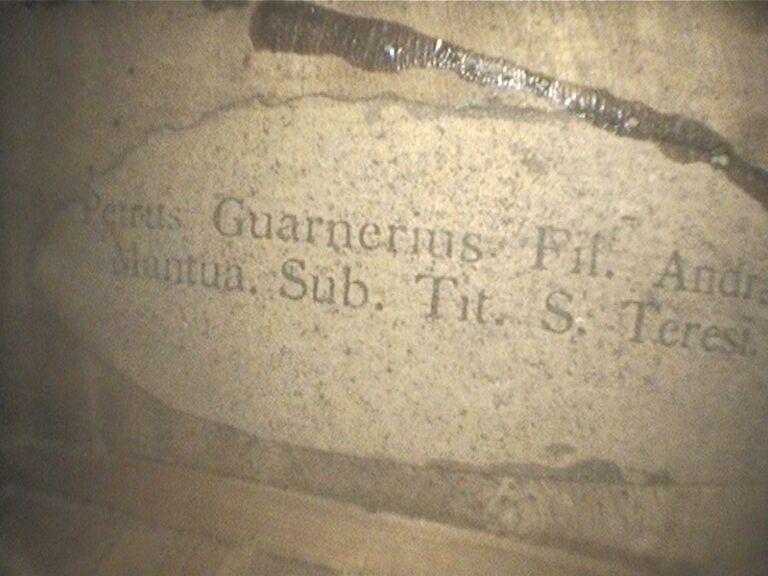 Petrus Guarnerius Fil. Andr
Mantua. Sub. Tit. S. Teresi